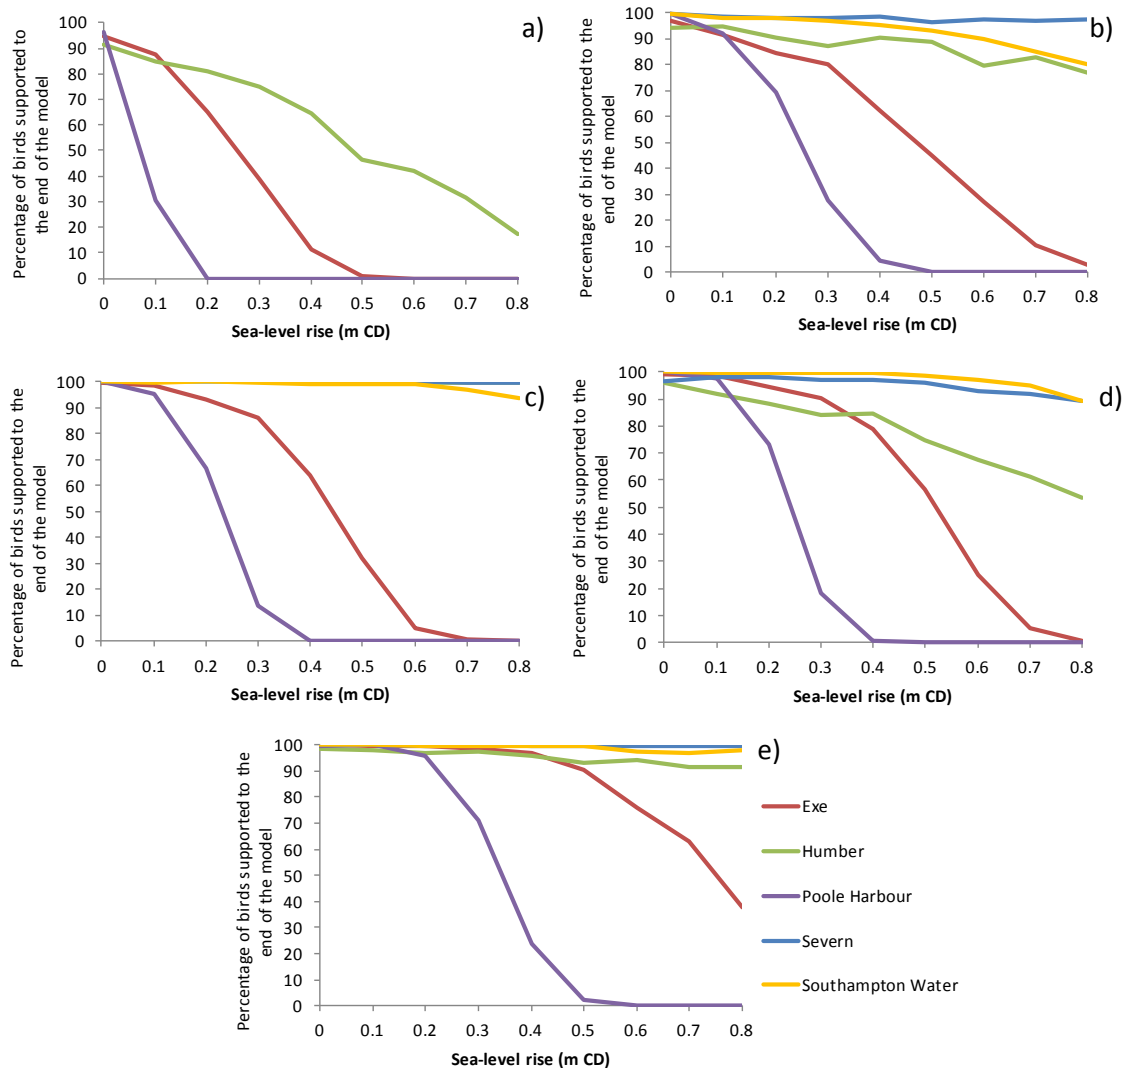 a)
Percentage of birds supported to
the end of the model
100
90
80
70
60
50
40
30
20
10
0
0 0.1 0.2 0.3 0.4 0.5 0.6 0.7 0.8
Sea-level rise (m CD)
b)
Percentage of birds supported to the
end of the model
100
90
80
70
60
50
40
30
20
10
0
0 0.1 0.2 0.3 0.4 0.5 0.6 0.7 0.8
Sea-level rise (m CD)
c)
Percentage of birds supported to the
end of the model
100
90
80
70
60
50
40
30
20
10
0
0 0.1 0.2 0.3 0.4 0.5 0.6 0.7 0.8
Sea-level rise (m CD)
d)
Percentage of birds supported to the
end of the model
100
90
80
70
60
50
40
30
20
10
0
0 0.1 0.2 0.3 0.4 0.5 0.6 0.7 0.8
Sea-level rise (m CD)
e)
Percentage of birds supported to the
end of the model
100
90
80
70
60
50
40
30
20
10
0
0 0.1 0.2 0.3 0.4 0.5 0.6 0.7 0.8
Sea-level rise (m CD)
Exe
Humber
Poole Harbour
Severn
Southampton Water